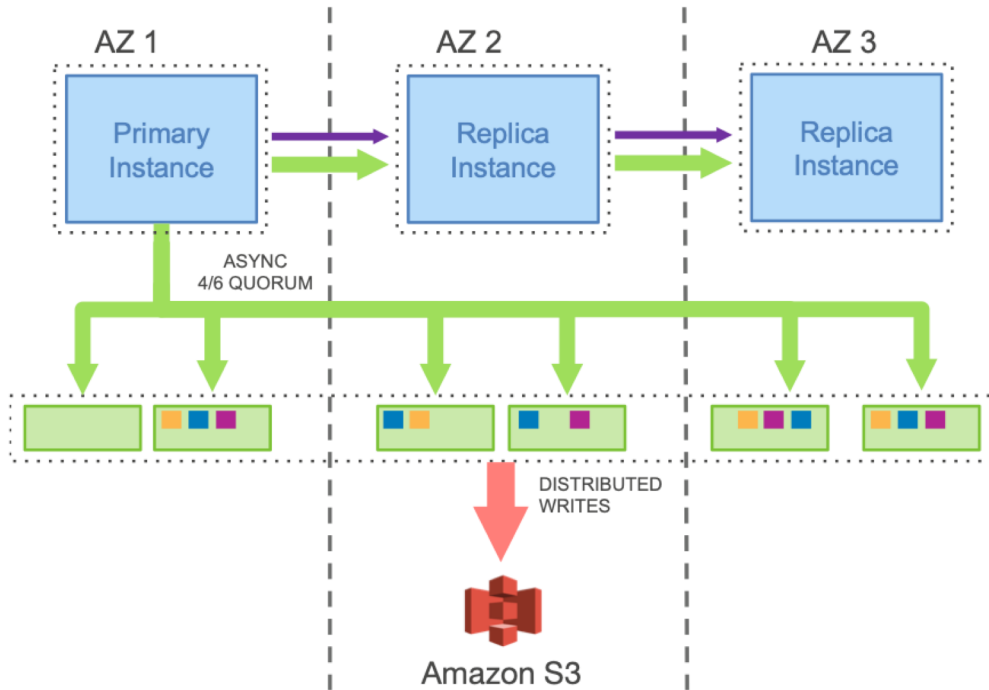 AZ 1
AZ 2
AZ 3
Primary
Instance
Replica
Instance
Replica
Instance
ASYNC
4/6 QUORUM
DISTRIBUTED
WRITES
Amazon S3